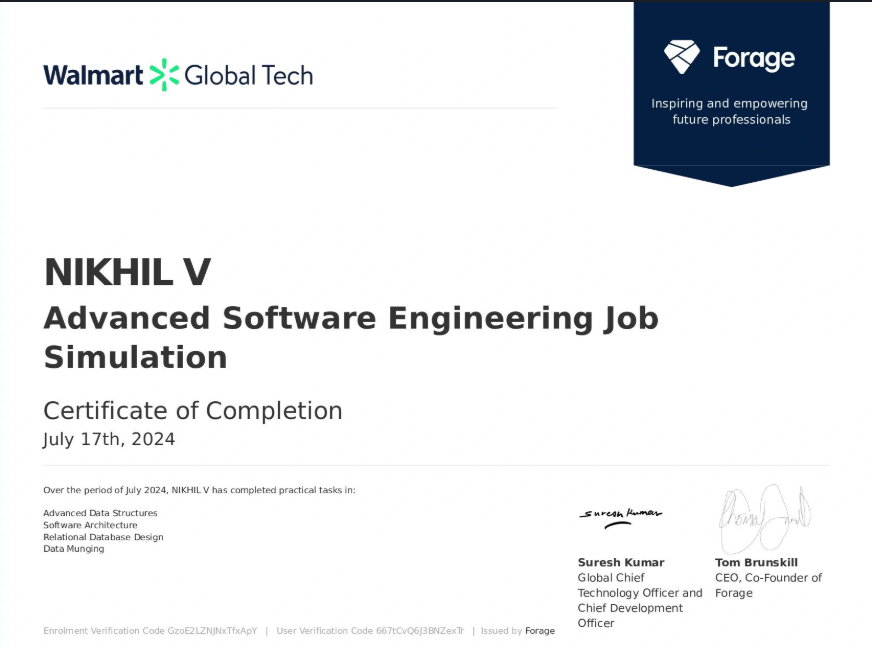 Walmart Global Tech
Forage
Inspiring and empowering
future professionals
NIKHIL V
Advanced Software Engineering Job
Simulation
Certificate of Completion
July 17th, 2024
Over the period of July 2024, NIKHIL V has completed practical tasks in:
Advanced Data Structures
Software Architecture
Relational Database Design
Data Munging
Suresh Kumar
Suresh Kumar
Global Chief
Technology Officer and
Chief Development
Officer
Tom Brunskill
CEO, Co-Founder of
Forage
Enrolment Verification Code GzoE2LZNJNxTfxApY | User Verification Code 667tCvQ6J3BNZexTr | Issued by Forage